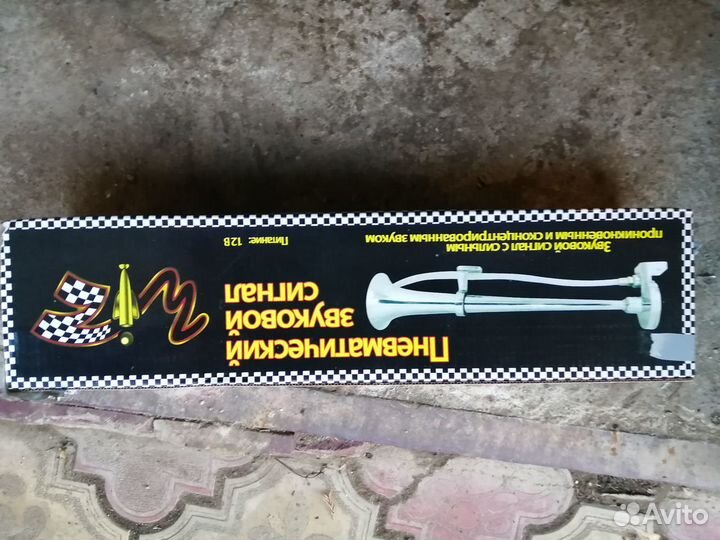 Пневматический
звуковой
сигнал
Питание: 12В
Звуковой сигнал с сильным
проникновенным и сконцентрированным звуком
Avito